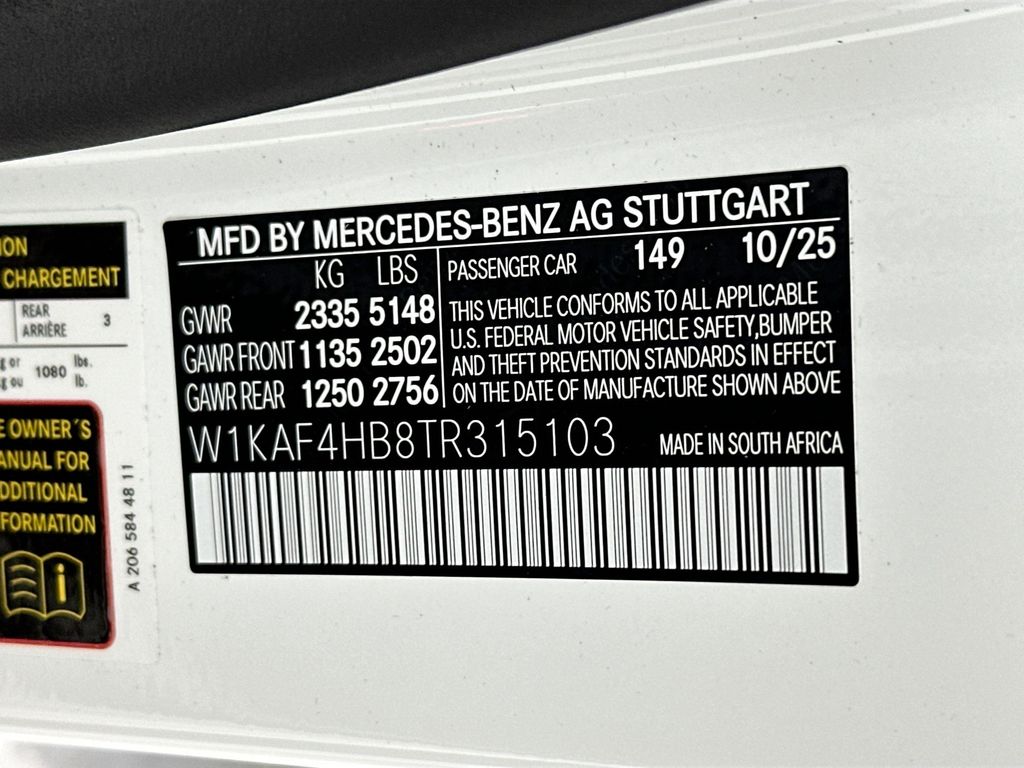 ION
CHARGEMENT
REAR
ARRIÈRE 3
g or 1080 lbs.
kg ou lb.
E OWNER´S
ANUAL FOR
DDITIONAL
FORMATION
A 206 584 48 11
MFD BY MERCEDES-BENZ AG STUTTGART
KG LBS
GVWR 2335 5148
GAWR FRONT 1135 2502
GAWR REAR 1250 2756
PASSENGER CAR 149 10/25
THIS VEHICLE CONFORMS TO ALL APPLICABLE
U.S. FEDERAL MOTOR VEHICLE SAFETY,BUMPER
AND THEFT PREVENTION STANDARDS IN EFFECT
ON THE DATE OF MANUFACTURE SHOWN ABOVE
W1KAF4HB8TR315103 MADE IN SOUTH AFRICA